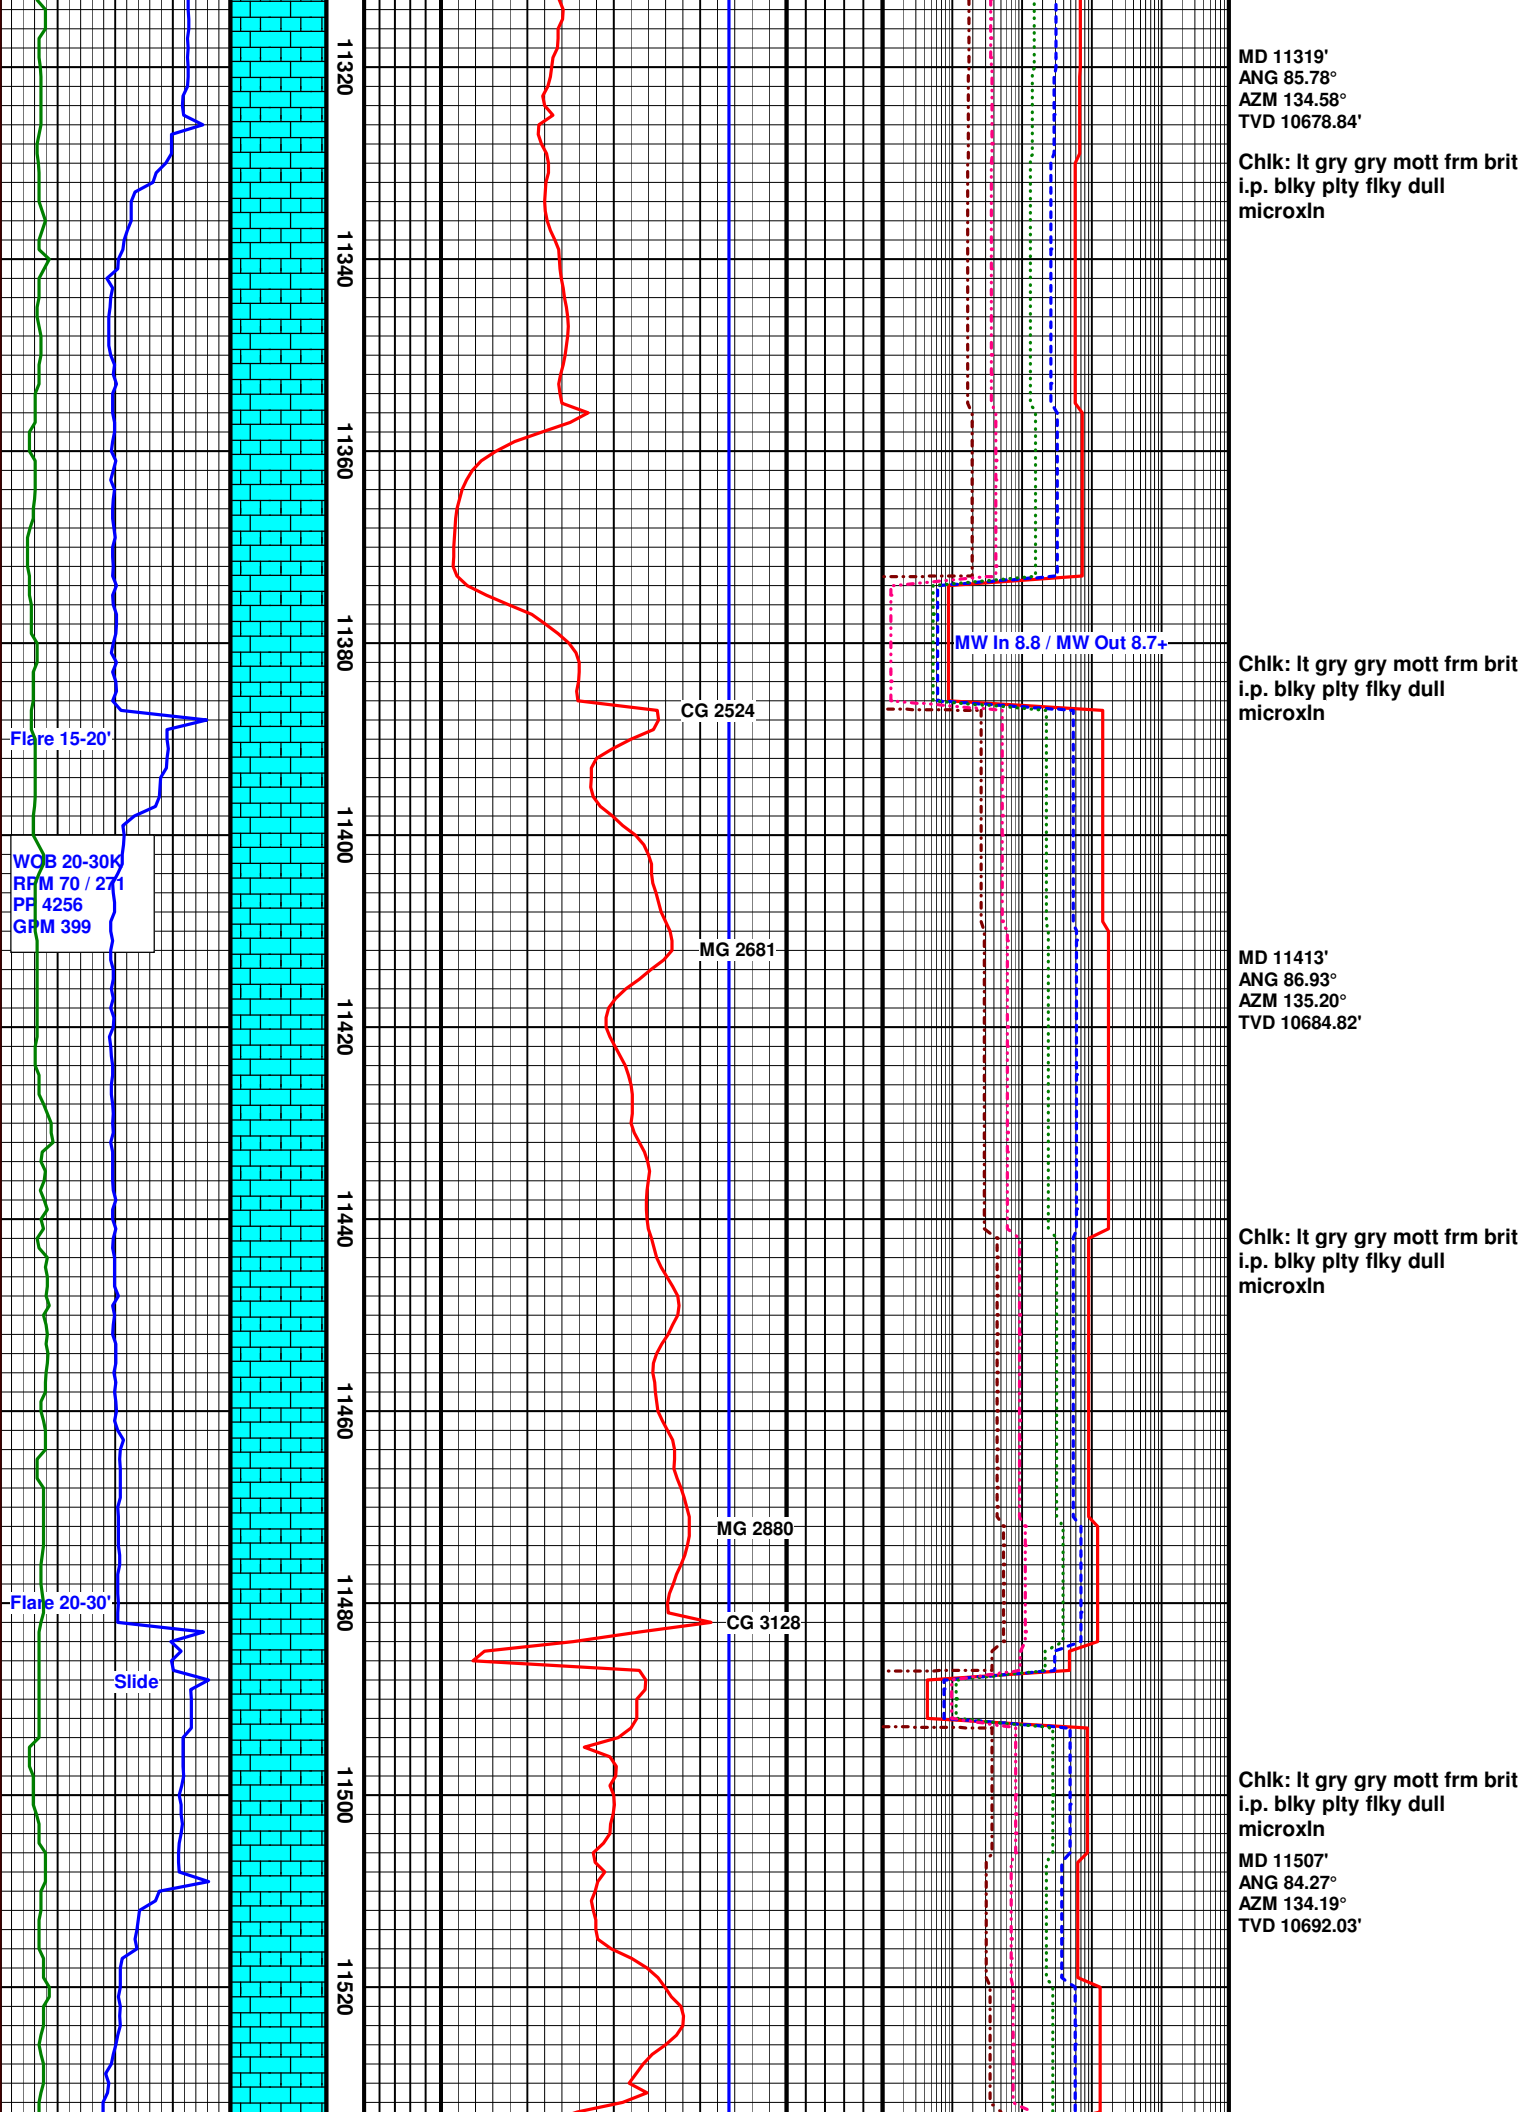 11320
MD 11319'
ANG 85.78°
AZM 134.58°
TVD 10678.84'
Chlk: lt gry gry mott frm brit
i.p. blky plty flky dull
microxln
11340
11360
11380
MW In 8.8 / MW Out 8.7+
Chlk: lt gry gry mott frm brit
i.p. blky plty flky dull
microxln
CG 2524
Flare 15-20'
11400
WOB 20-30K
RPM 70 / 271
PP 4256
GPM 399
MG 2681
MD 11413'
ANG 86.93°
AZM 135.20°
TVD 10684.82'
11420
11440
Chlk: lt gry gry mott frm brit
i.p. blky plty flky dull
microxln
11460
MG 2880
Flare 20-30'
11480
CG 3128
Slide
11500
Chlk: lt gry gry mott frm brit
i.p. blky plty flky dull
microxln
MD 11507'
ANG 84.27°
AZM 134.19°
TVD 10692.03'
11520